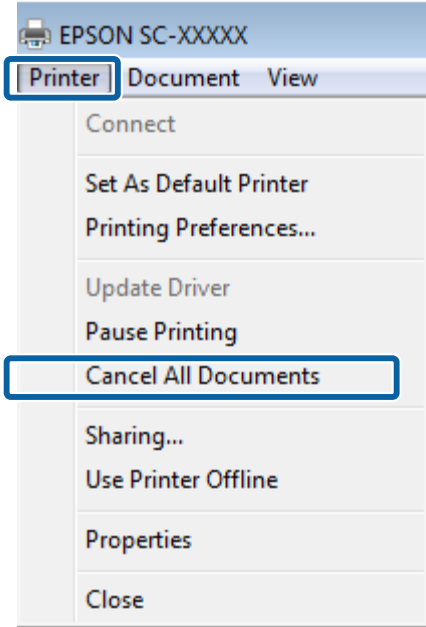 EPSON SC-XXXXX
Printer Document View
Connect
Set As Default Printer
Printing Preferences...
Update Driver
Pause Printing
Cancel All Documents
Sharing...
Use Printer Offline
Properties
Close